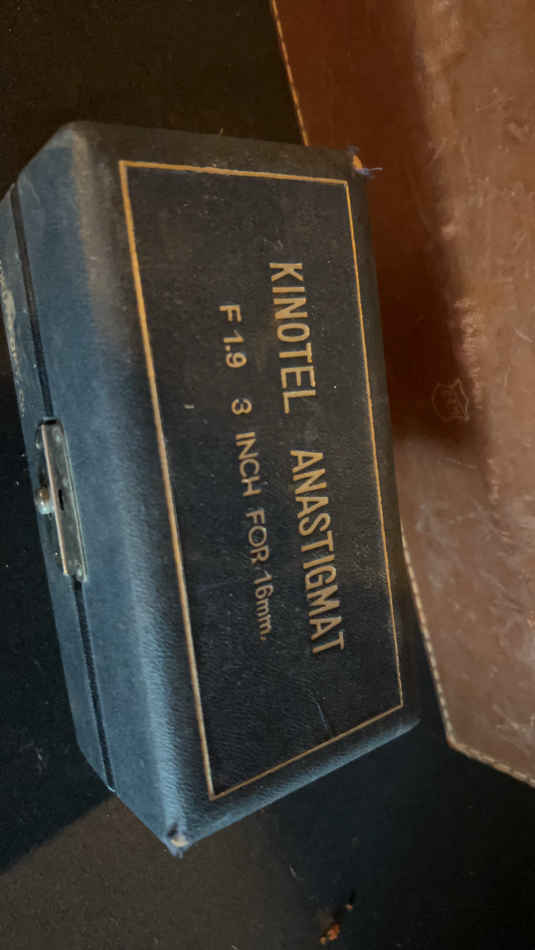 KINOTEL ANASTIGMAT
F 1.9 3 INCH FOR 16mm.